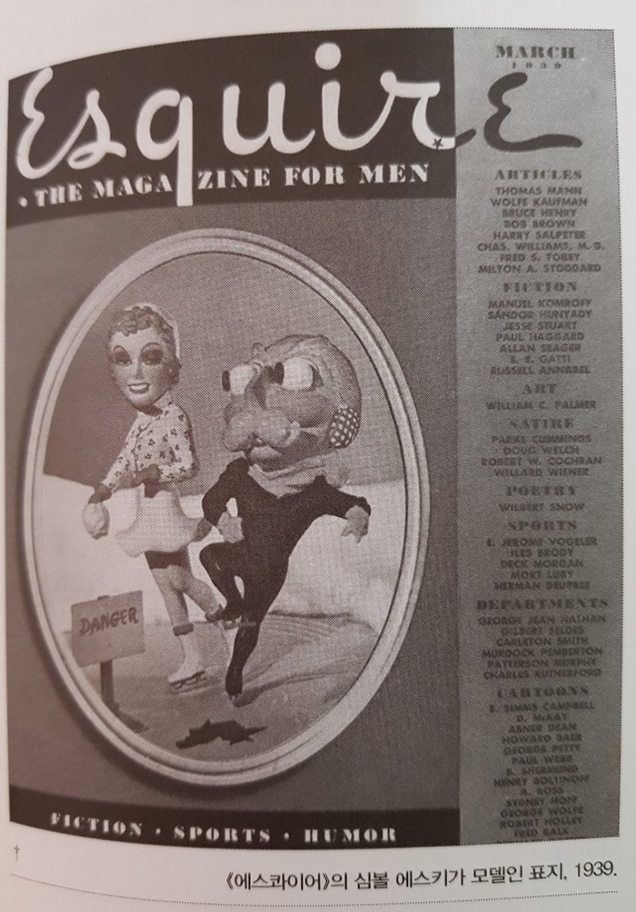 Esquire
MARCH
1939
• THE MAGAZINE FOR MEN
ARTICLES
THOMAS MANN
WOLFE KAUFMAN
BRUCE HENRY
BOB BROWN
HARRY SALPETER
CHAS. WILLIAMS, M. D.
FRED S. TOBEY
MILTON A. STODDARD
FICTION
MANUEL KOMROFF
SÁNDOR HUNYADY
JESSE STUART
PAUL HAGGARD
ALLAN SEAGER
E. E. GATTI
RUSSELL ANNABEL
ART
WILLIAM C. PALMER
SATIRE
PARKE CUMMINGS
DOUG WELCH
ROBERT W. COCHRAN
WILLARD WIENER
POETRY
WILBERT SNOW
SPORTS
E. JEROME VOGELER
ILES BRODY
DECK MORGAN
MORT LUBY
HERMAN DEUPREE
DEPARTMENTS
GEORGE JEAN NATHAN
GILBERT SELDES
CARLETON SMITH
MURDOCK PEMBERTON
PATTERSON MURPHY
CHARLES RUTHERFORD
CARTOONS
E. SIMMS CAMPBELL
D. McKAY
ABNER DEAN
HOWARD BAER
GEORGE PETTY
PAUL WEBB
B. SHERMUND
HENRY BOLTINOFF
A. ROSS
SYDNEY HOFF
GEORGE WOLFE
ROBERT HOLLEY
FRED BALK
DANGER
FICTION • SPORTS • HUMOR
†
《에스콰이어》의 심볼 에스키가 모델인 표지, 1939.